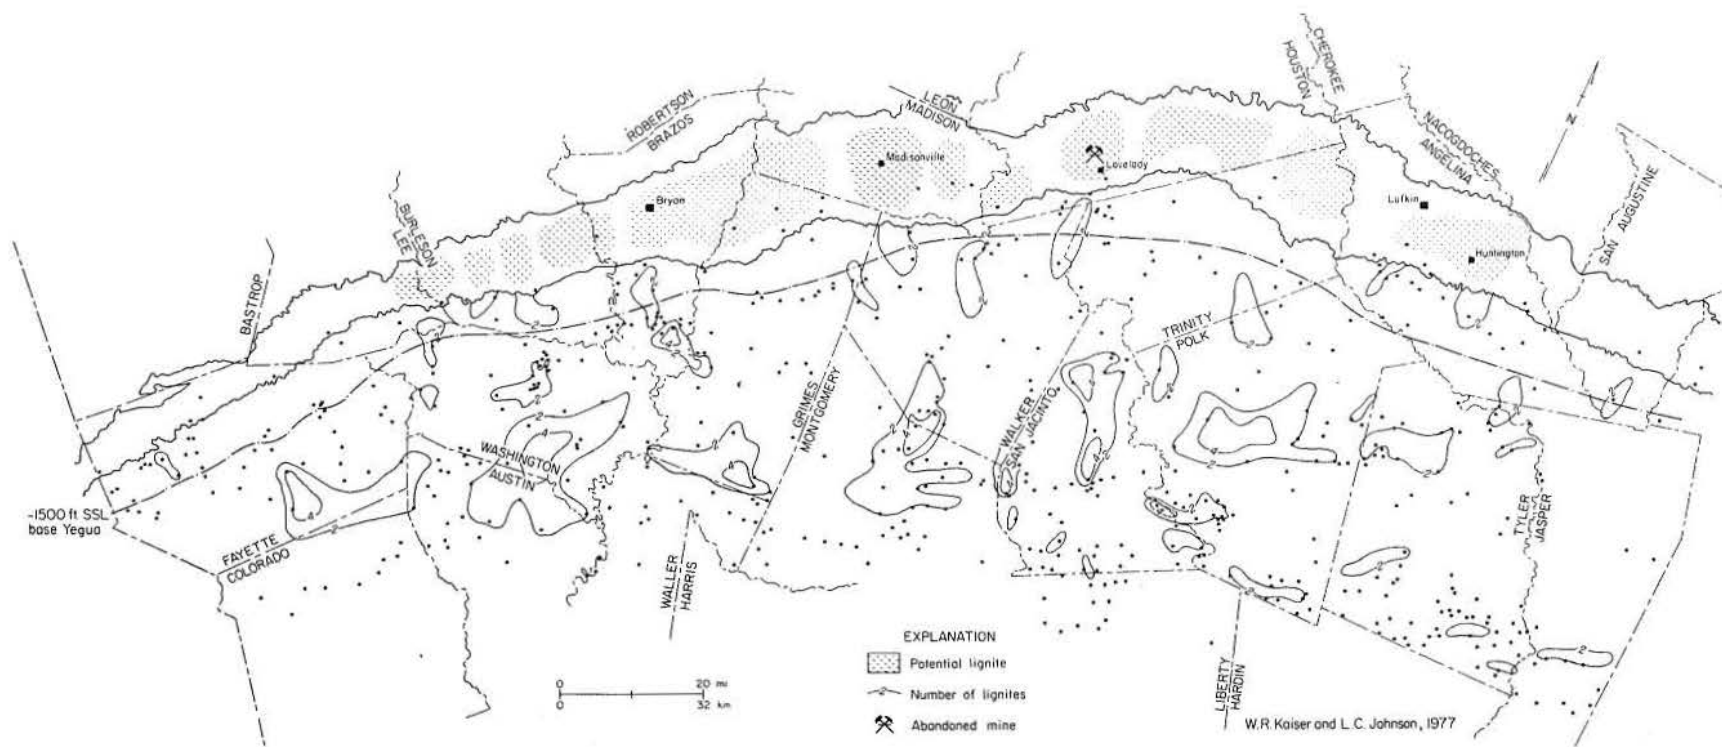 CHEROKEE
HOUSTON
LEON
MADISON
ROBERTSON
BRAZOS
NACOGDOCHES
ANGELINA
N
Madisonville
Lovelady
SAN AUGUSTINE
Bryan
Lufkin
BURLESON
LEE
Huntington
BASTROP
TRINITY
POLK
GRIMES
MONTGOMERY
WALKER
SAN JACINTO
WASHINGTON
AUSTIN
-1500 ft. SSL
base Yegua
FAYETTE
COLORADO
TYLER
JASPER
WALLER
HARRIS
LIBERTY
HARDIN
EXPLANATION
Potential lignite
2 Number of lignites
Abandoned mine
0 20 mi
0 32 km
W.R. Kaiser and L.C. Johnson, 1977